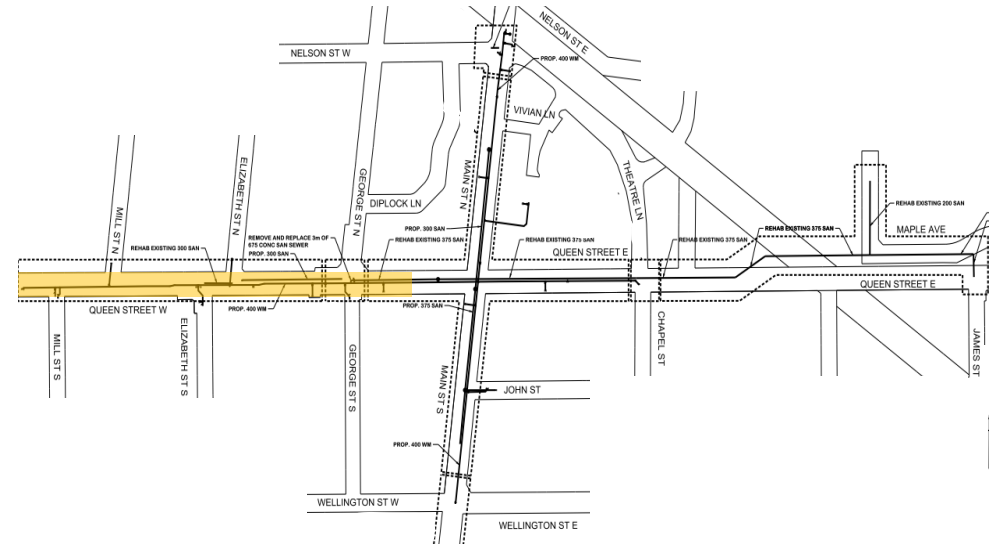 NELSON ST W
NELSON ST E
PROP. 400 WM
VIVIAN LN
MILL ST N
ELIZABETH ST N
GEORGE ST N
MAIN ST N
THEATRE LN
DIPLOCK LN
REHAB EXISTING 200 SAN
MAPLE AVE
PROP. 300 SAN
REMOVE AND REPLACE 3m OF
675 CONC SAN SEWER
REHAB EXISTING 300 SAN
PROP. 300 SAN
REHAB EXISTING 375 SAN
REHAB EXISTING 375 SAN
QUEEN STREET E
REHAB EXISTING 375 SAN
REHAB EXISTING 375 SAN
QUEEN STREET W
PROP. 400 WM
PROP. 375 SAN
QUEEN STREET E
MILL ST S
ELIZABETH ST S
GEORGE ST S
MAIN ST S
CHAPEL ST
JAMES ST
JOHN ST
PROP. 400 WM
WELLINGTON ST W
WELLINGTON ST E